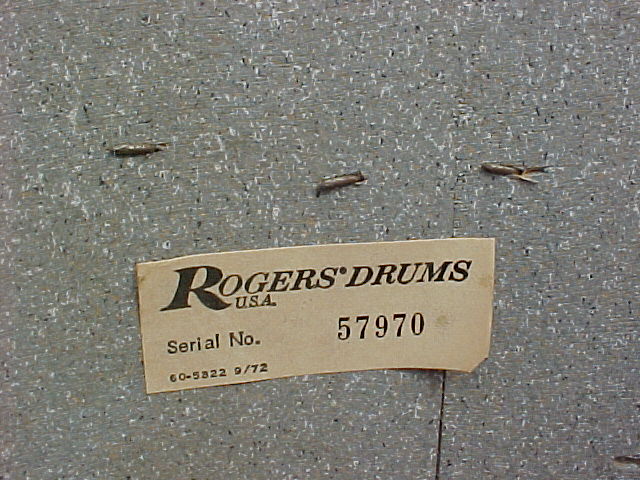 ROGERS® DRUMS
U.S.A.
Serial No. 57970
60-5322 9/72